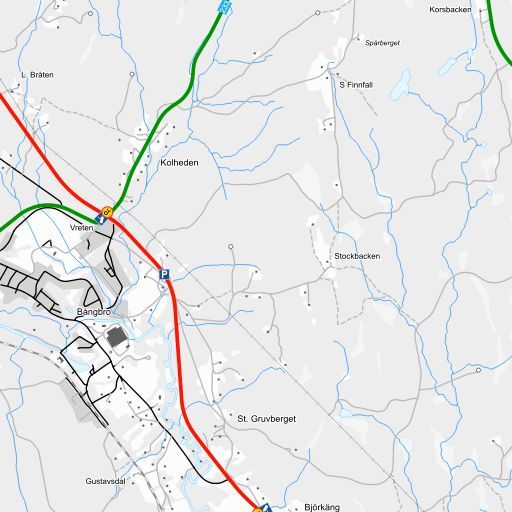 Korsbacken
Spårberget
L. Bråten
S Finnfall
Kolheden
Vreten
Stockbacken
P
Bångbro
St. Gruvberget
Gustavsdal
Björkäng